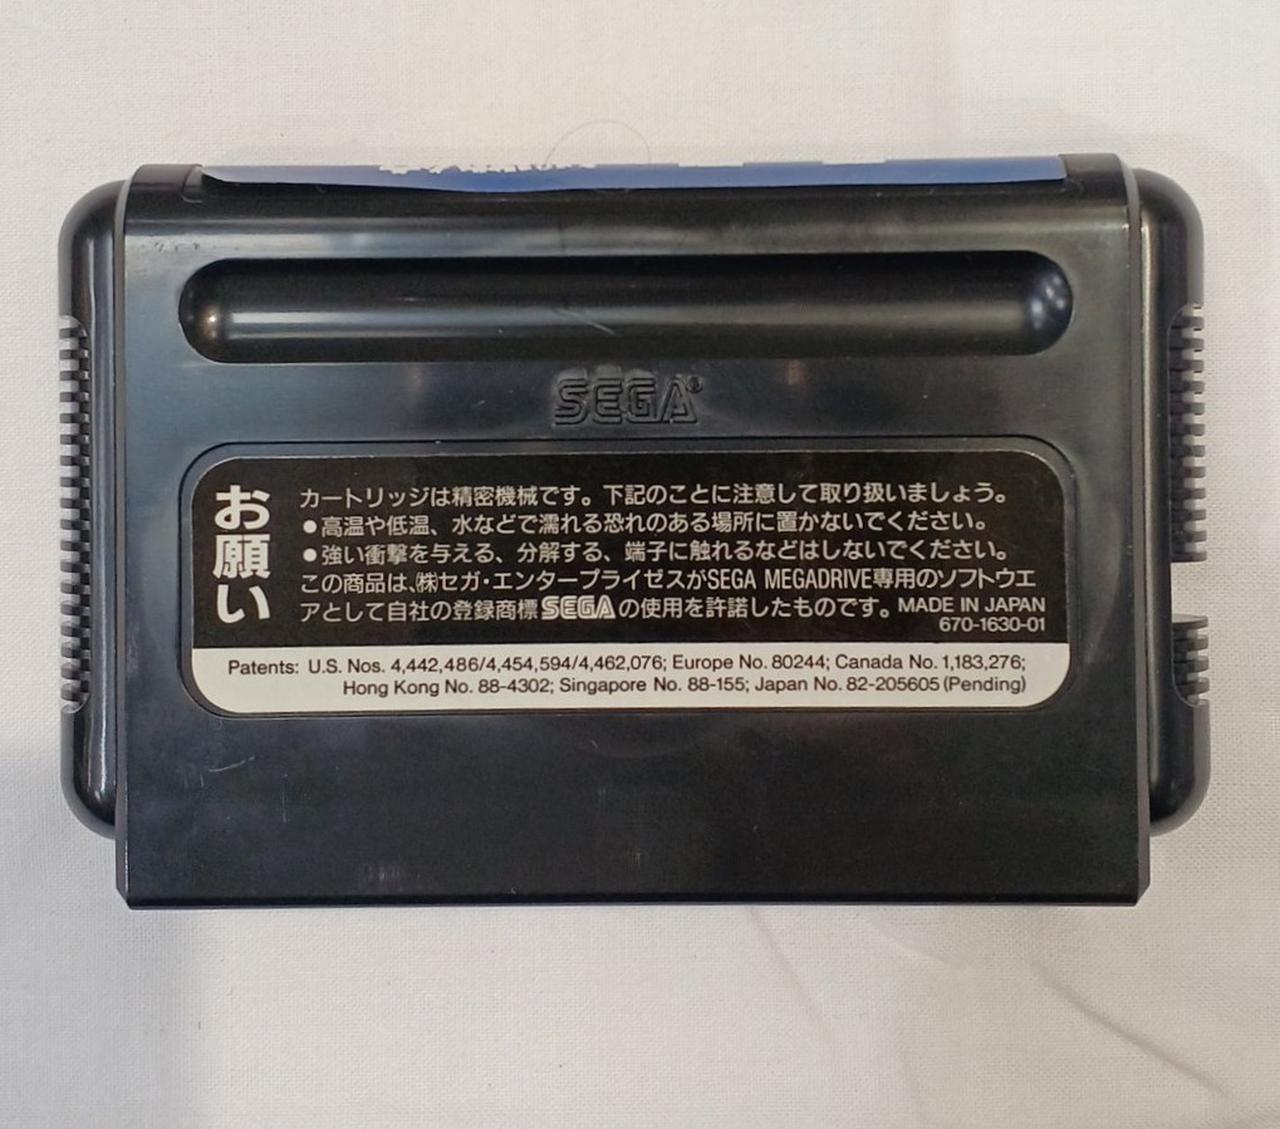 SEGA®
お願い
カートリッジは精密機械です。下記のことに注意して取り扱いましょう。
●高温や低温、水などで濡れる恐れのある場所に置かないでください。
●強い衝撃を与える、分解する、端子に触れるなどはしないでください。
この商品は、㈱セガ・エンタープライゼスがSEGA MEGADRIVE専用のソフトウエ
アとして自社の登録商標SEGAの使用を許諾したものです。MADE IN JAPAN
670-1630-01
Patents: U.S. Nos. 4,442,486/4,454,594/4,462,076; Europe No. 80244; Canada No. 1,183,276;
Hong Kong No. 88-4302; Singapore No. 88-155; Japan No. 82-205605 (Pending)